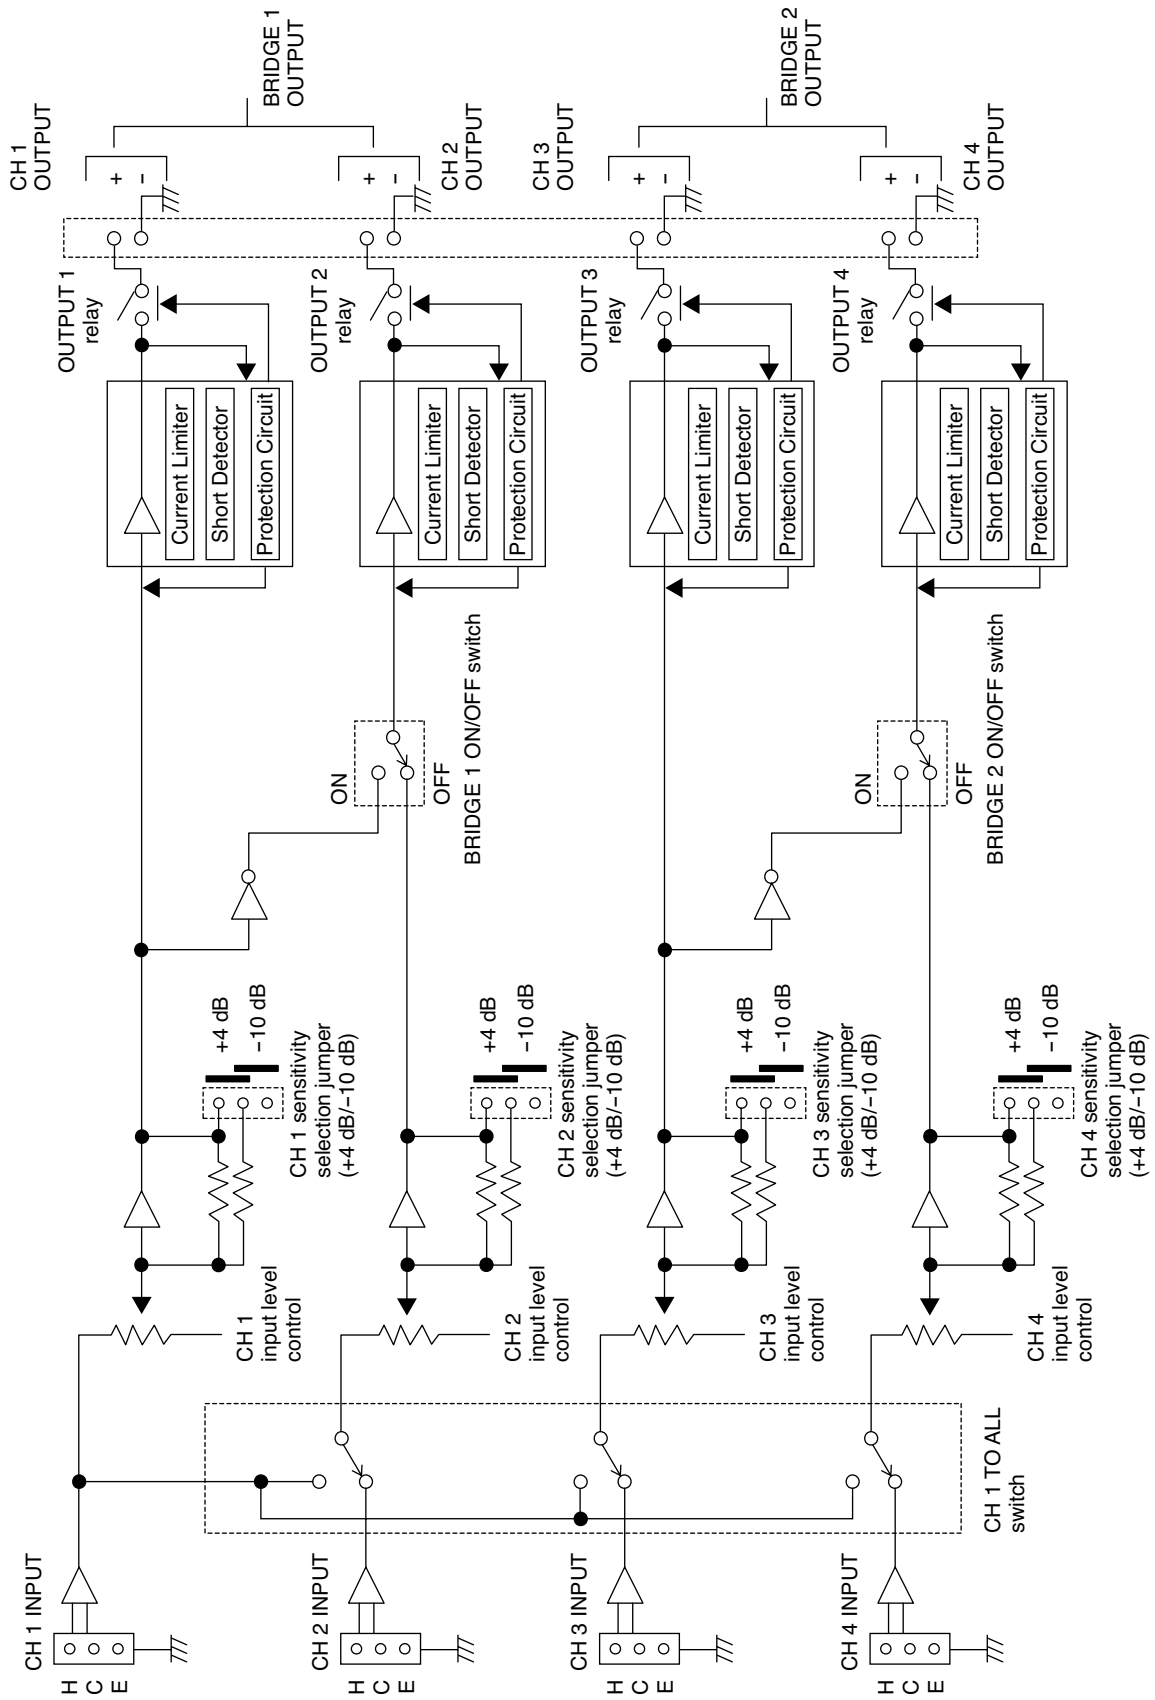 CH 1 INPUT
H
C
E
CH 2 INPUT
H
C
E
CH 3 INPUT
H
C
E
CH 4 INPUT
H
C
E
CH 1 TO ALL
switch
CH 1
input level
control
CH 2
input level
control
CH 3
input level
control
CH 4
input level
control
+4 dB
−10 dB
CH 1 sensitivity
selection jumper
(+4 dB/−10 dB)
+4 dB
−10 dB
CH 2 sensitivity
selection jumper
(+4 dB/−10 dB)
+4 dB
−10 dB
CH 3 sensitivity
selection jumper
(+4 dB/−10 dB)
+4 dB
−10 dB
CH 4 sensitivity
selection jumper
(+4 dB/−10 dB)
ON
OFF
BRIDGE 1 ON/OFF switch
ON
OFF
BRIDGE 2 ON/OFF switch
Current Limiter
Short Detector
Protection Circuit
Current Limiter
Short Detector
Protection Circuit
Current Limiter
Short Detector
Protection Circuit
Current Limiter
Short Detector
Protection Circuit
OUTPUT 1
relay
OUTPUT 2
relay
OUTPUT 3
relay
OUTPUT 4
relay
CH 1
OUTPUT
+
-
+
-
CH 2
OUTPUT
CH 3
OUTPUT
+
-
+
-
CH 4
OUTPUT
BRIDGE 1
OUTPUT
BRIDGE 2
OUTPUT